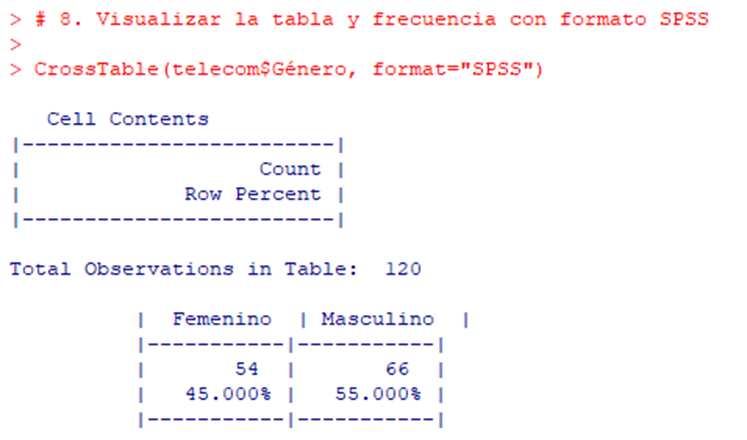 > # 8. Visualizar la tabla y frecuencia con formato SPSS
>
> CrossTable(telecom$Género, format="SPSS")
   Cell Contents
|-------------------------|
|                   Count |
|             Row Percent |
|-------------------------|
Total Observations in Table:  120
          |  Femenino  | Masculino  |
          |-----------|-----------|
          |       54  |       66  |
          |   45.000% |   55.000% |
          |-----------|-----------|